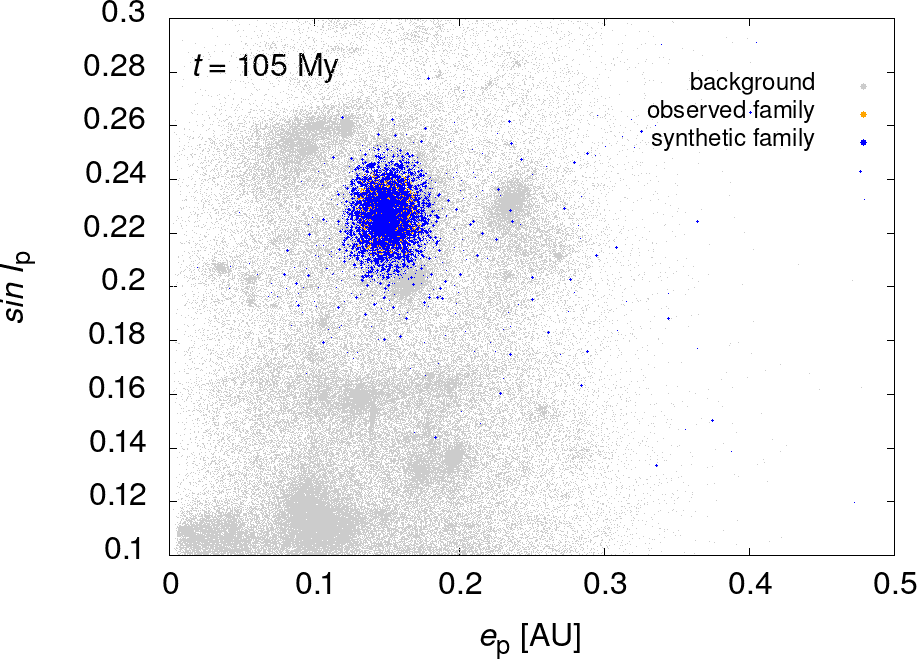 0.3
0.28
0.26
0.24
0.22
0.2
0.18
0.16
0.14
0.12
0.1
sin Ip
t = 105 My
background
observed family
synthetic family
0 0.1 0.2 0.3 0.4 0.5
ep [AU]